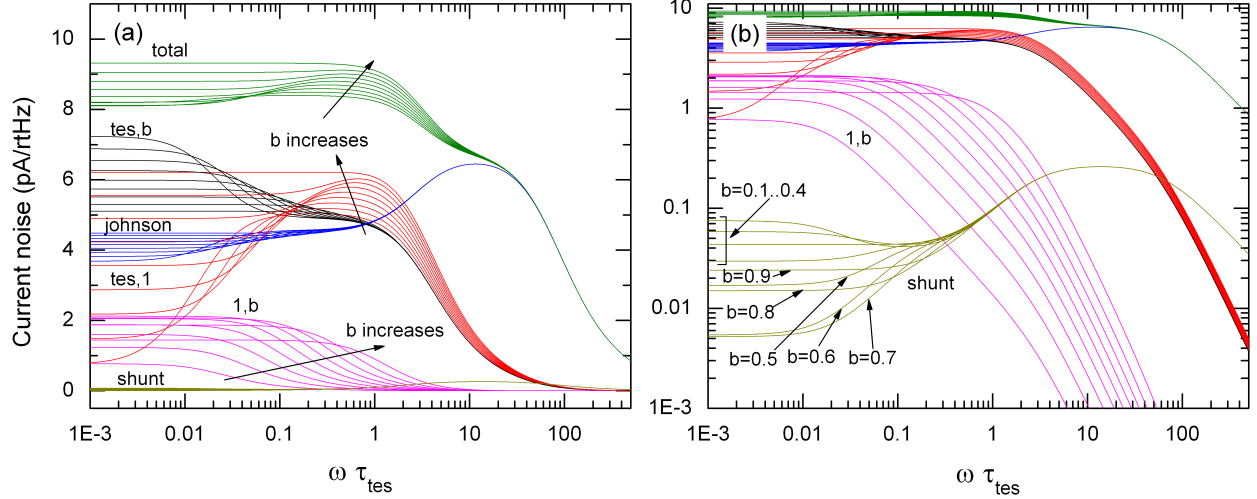 (a)
total
b increases
tes,b
johnson
tes,1
1,b
b increases
shunt
Current noise (pA/rtHz)
10
8
6
4
2
0
1E-3
0.01
0.1
1
10
100
ω τtes
(b)
1,b
b=0.1..0.4
b=0.9
b=0.8
b=0.5
b=0.6
b=0.7
shunt
10
1
0.1
0.01
1E-3
1E-3
0.01
0.1
1
10
100
ω τtes